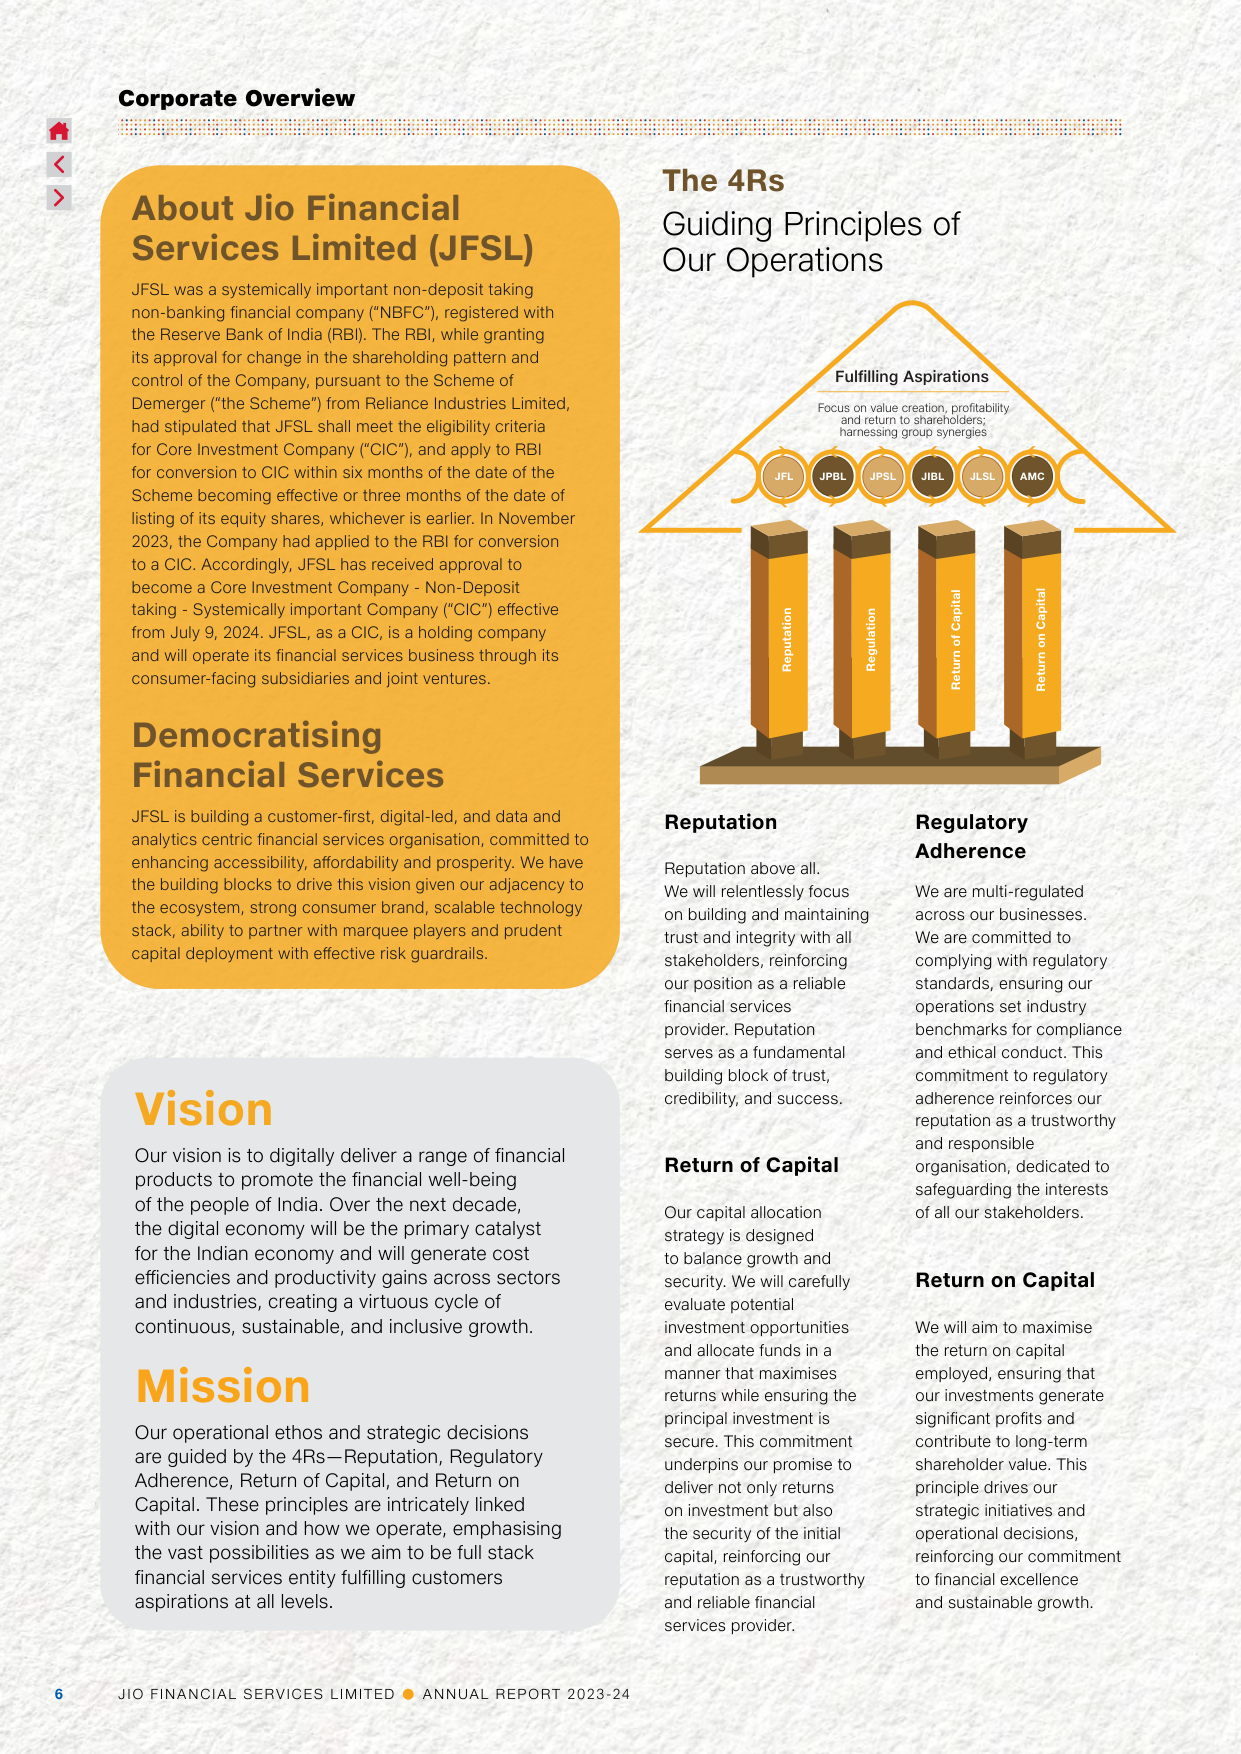 Corporate Overview
About Jio Financial
Services Limited (JFSL)
JFSL was a systemically important non-deposit taking
non-banking financial company (“NBFC”), registered with
the Reserve Bank of India (RBI). The RBI, while granting
its approval for change in the shareholding pattern and
control of the Company, pursuant to the Scheme of
Demerger (“the Scheme”) from Reliance Industries Limited,
had stipulated that JFSL shall meet the eligibility criteria
for Core Investment Company (“CIC”), and apply to RBI
for conversion to CIC within six months of the date of the
Scheme becoming effective or three months of the date of
listing of its equity shares, whichever is earlier. In November
2023, the Company had applied to the RBI for conversion
to a CIC. Accordingly, JFSL has received approval to
become a Core Investment Company - Non-Deposit
taking - Systemically important Company (“CIC”) effective
from July 9, 2024. JFSL, as a CIC, is a holding company
and will operate its financial services business through its
consumer-facing subsidiaries and joint ventures.
Democratising
Financial Services
JFSL is building a customer-first, digital-led, and data and
analytics centric financial services organisation, committed to
enhancing accessibility, affordability and prosperity. We have
the building blocks to drive this vision given our adjacency to
the ecosystem, strong consumer brand, scalable technology
stack, ability to partner with marquee players and prudent
capital deployment with effective risk guardrails.
Vision
Our vision is to digitally deliver a range of financial
products to promote the financial well-being
of the people of India. Over the next decade,
the digital economy will be the primary catalyst
for the Indian economy and will generate cost
efficiencies and productivity gains across sectors
and industries, creating a virtuous cycle of
continuous, sustainable, and inclusive growth.
Mission
Our operational ethos and strategic decisions
are guided by the 4Rs—Reputation, Regulatory
Adherence, Return of Capital, and Return on
Capital. These principles are intricately linked
with our vision and how we operate, emphasising
the vast possibilities as we aim to be full stack
financial services entity fulfilling customers
aspirations at all levels.
The 4Rs
Guiding Principles of
Our Operations
Fulfilling Aspirations
Focus on value creation, profitability
and return to shareholders;
harnessing group synergies
JFL JPBL JPSL JIBL JLSL AMC
Reputation
Regulation
Return of Capital
Return on Capital
Reputation
Reputation above all.
We will relentlessly focus
on building and maintaining
trust and integrity with all
stakeholders, reinforcing
our position as a reliable
financial services
provider. Reputation
serves as a fundamental
building block of trust,
credibility, and success.
Return of Capital
Our capital allocation
strategy is designed
to balance growth and
security. We will carefully
evaluate potential
investment opportunities
and allocate funds in a
manner that maximises
returns while ensuring the
principal investment is
secure. This commitment
underpins our promise to
deliver not only returns
on investment but also
the security of the initial
capital, reinforcing our
reputation as a trustworthy
and reliable financial
services provider.
Regulatory
Adherence
We are multi-regulated
across our businesses.
We are committed to
complying with regulatory
standards, ensuring our
operations set industry
benchmarks for compliance
and ethical conduct. This
commitment to regulatory
adherence reinforces our
reputation as a trustworthy
and responsible
organisation, dedicated to
safeguarding the interests
of all our stakeholders.
Return on Capital
We will aim to maximise
the return on capital
employed, ensuring that
our investments generate
significant profits and
contribute to long-term
shareholder value. This
principle drives our
strategic initiatives and
operational decisions,
reinforcing our commitment
to financial excellence
and sustainable growth.
6 JIO FINANCIAL SERVICES LIMITED ● ANNUAL REPORT 2023-24